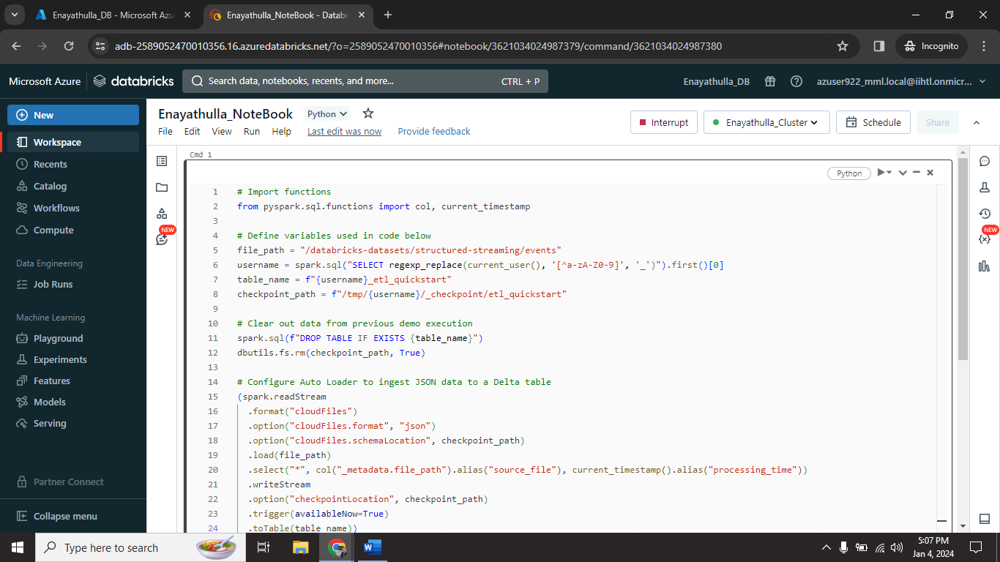 Enayathulla_DB - Microsoft Azu
Enayathulla_NoteBook - Datab
adb-2589052470010356.16.azuredatabricks.net/?o=2589052470010356#notebook/3621034024987379/command/3621034024987380
Incognito
Microsoft Azure
databricks
Search data, notebooks, recents, and more...
CTRL + P
Enayathulla_DB
azuser922_mml.local@iihtl.onmicr...
New
Workspace
Recents
Catalog
Workflows
Compute
Data Engineering
Job Runs
Machine Learning
Playground
Experiments
Features
Models
Serving
Partner Connect
Collapse menu
Enayathulla_NoteBook
Python
File Edit View Run Help Last edit was now Provide feedback
Interrupt
Enayathulla_Cluster
Schedule
Share
NEW
NEW
Cmd 1
Python
1 # Import functions
2 from pyspark.sql.functions import col, current_timestamp
3
4 # Define variables used in code below
5 file_path = "/databricks-datasets/structured-streaming/events"
6 username = spark.sql("SELECT regexp_replace(current_user(), '[^a-zA-Z0-9]', '_')").first()[0]
7 table_name = f"{username}_etl_quickstart"
8 checkpoint_path = f"/tmp/{username}/_checkpoint/etl_quickstart"
9
10 # Clear out data from previous demo execution
11 spark.sql(f"DROP TABLE IF EXISTS {table_name}")
12 dbutils.fs.rm(checkpoint_path, True)
13
14 # Configure Auto Loader to ingest JSON data to a Delta table
15 (spark.readStream
16 .format("cloudFiles")
17 .option("cloudFiles.format", "json")
18 .option("cloudFiles.schemaLocation", checkpoint_path)
19 .load(file_path)
20 .select("*", col("_metadata.file_path").alias("source_file"), current_timestamp().alias("processing_time"))
21 .writeStream
22 .option("checkpointLocation", checkpoint_path)
23 .trigger(availableNow=True)
24 .toTable(table_name))
Type here to search
5:07 PM
Jan 4, 2024